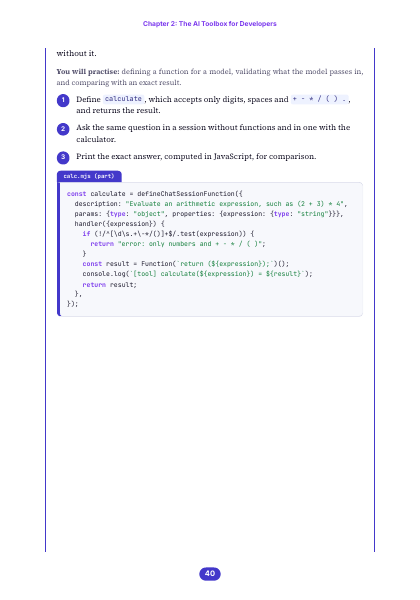 Chapter 2: The AI Toolbox for Developers
without it.
You will practise: defining a function for a model, validating what the model passes in,
and comparing with an exact result.
1 Define calculate, which accepts only digits, spaces and + - * / ( ) .,
and returns the result.
2 Ask the same question in a session without functions and in one with the
calculator.
3 Print the exact answer, computed in JavaScript, for comparison.
calc.mjs (part)
const calculate = defineChatSessionFunction({
  description: "Evaluate an arithmetic expression, such as (2 + 3) * 4",
  params: {type: "object", properties: {expression: {type: "string"}}},
  handler({expression}) {
    if (!/^[\d\s.+\-*/()]+$/.test(expression)) {
      return "error: only numbers and + - * / ( )";
    }
    const result = Function(`return (${expression});`)();
    console.log(`[tool] calculate(${expression}) = ${result}`);
    return result;
  },
});
40